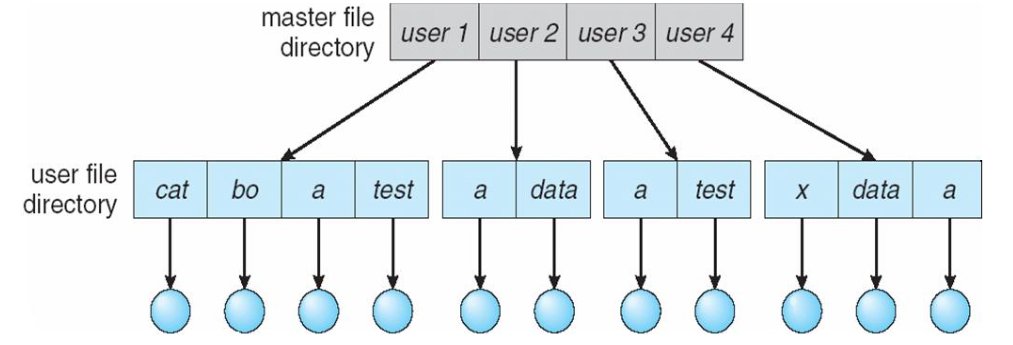 master file
directory
user 1 user 2 user 3 user 4
user file
directory
cat bo a test a data a test x data a